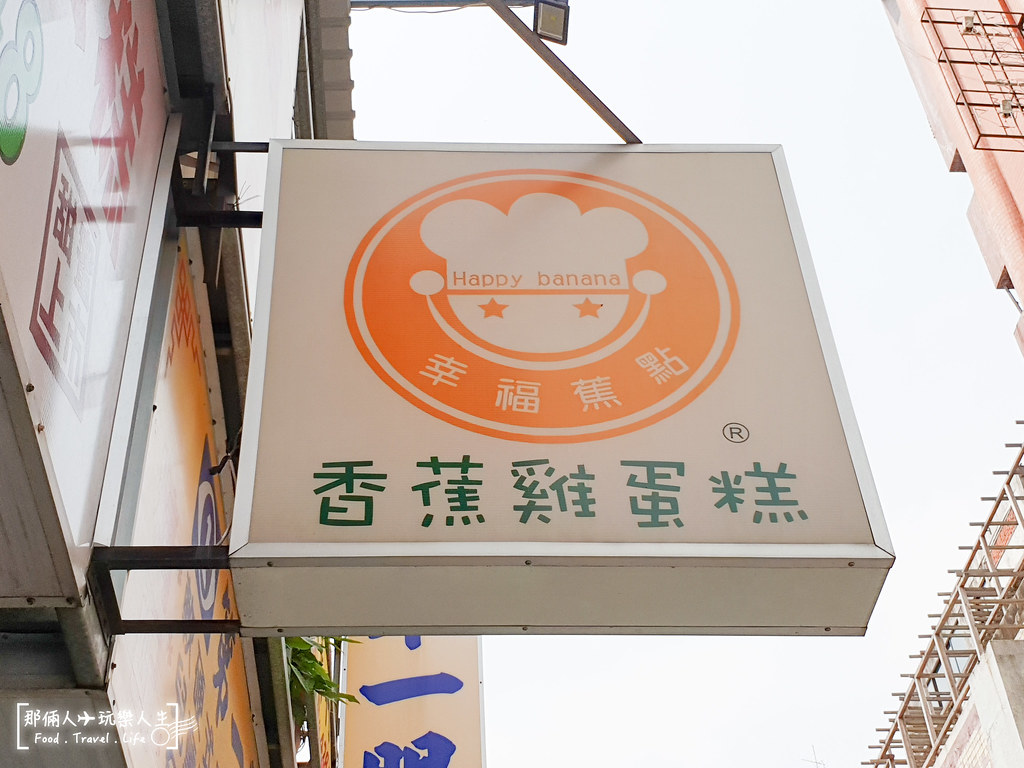 Happy banana
幸福蕉點
®
香蕉雞蛋糕
一
那倆人✈玩樂人生
Food . Travel . Life